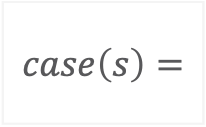 case(s) =